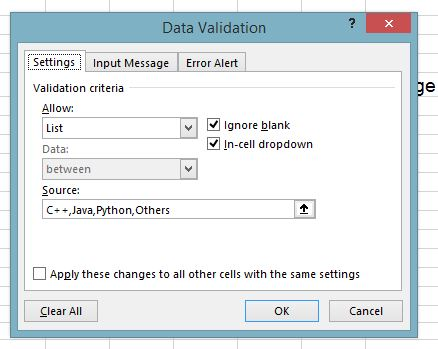 Data Validation
? ×
Settings Input Message Error Alert
Validation criteria
Allow:
List
Ignore blank
Data:
In-cell dropdown
between
Source:
C++,Java,Python,Others
Apply these changes to all other cells with the same settings
Clear All OK Cancel
ge